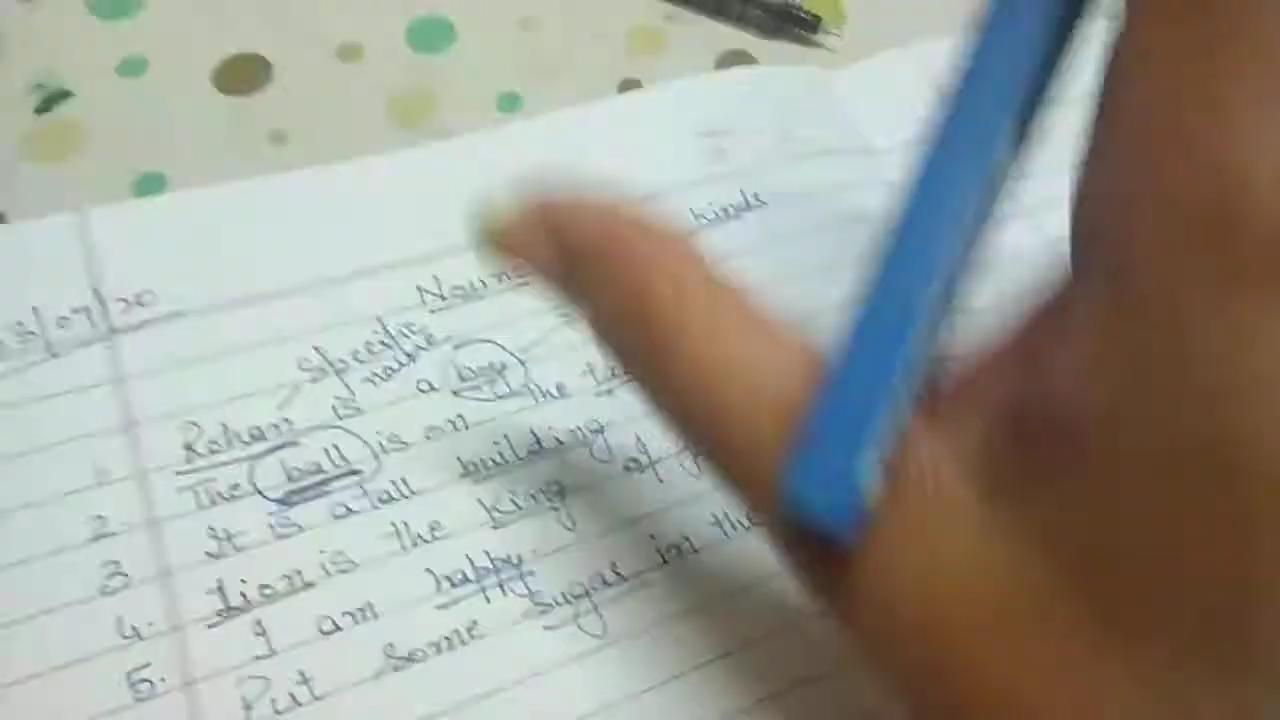 kinds
Nouns
Specific
name
Rohan is a boy
1 The ball is on the
2 It is a tall building
3 Lion is the king of
4. I am happy.
5. Put some sugar in the